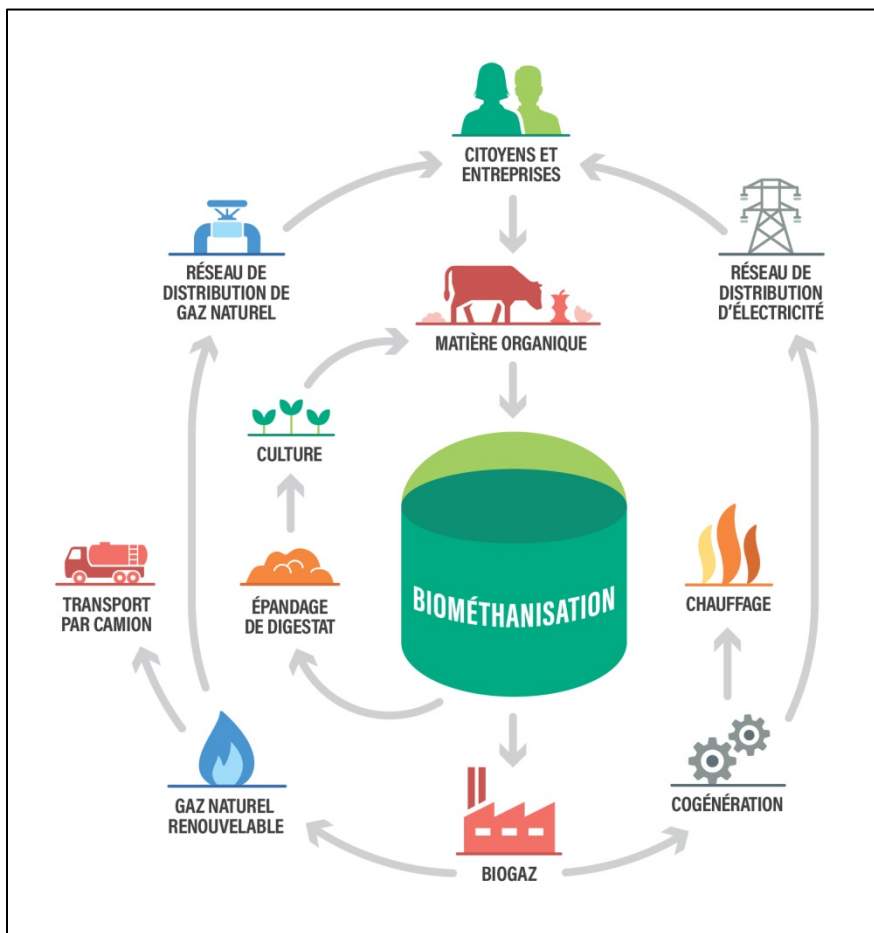 CITOYENS ET
ENTREPRISES
RÉSEAU DE
DISTRIBUTION DE
GAZ NATUREL
RÉSEAU DE
DISTRIBUTION
D'ÉLECTRICITÉ
MATIÈRE ORGANIQUE
CULTURE
BIOMÉTHANISATION
TRANSPORT
PAR CAMION
ÉPANDAGE
DE DIGESTAT
CHAUFFAGE
GAZ NATUREL
RENOUVELABLE
COGÉNÉRATION
BIOGAZ